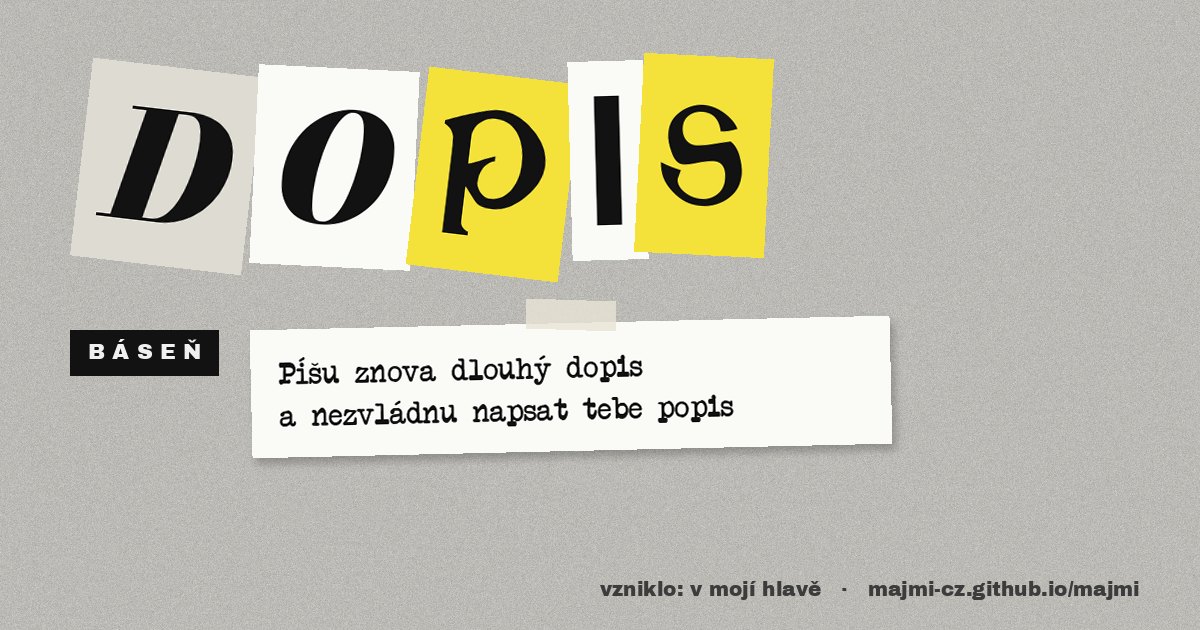 DOpIS
BÁSEŇ
Píšu znova dlouhý dopis
a nezvládnu napsat tebe popis
vzniklo: v mojí hlavě · majmi-cz.github.io/majmi